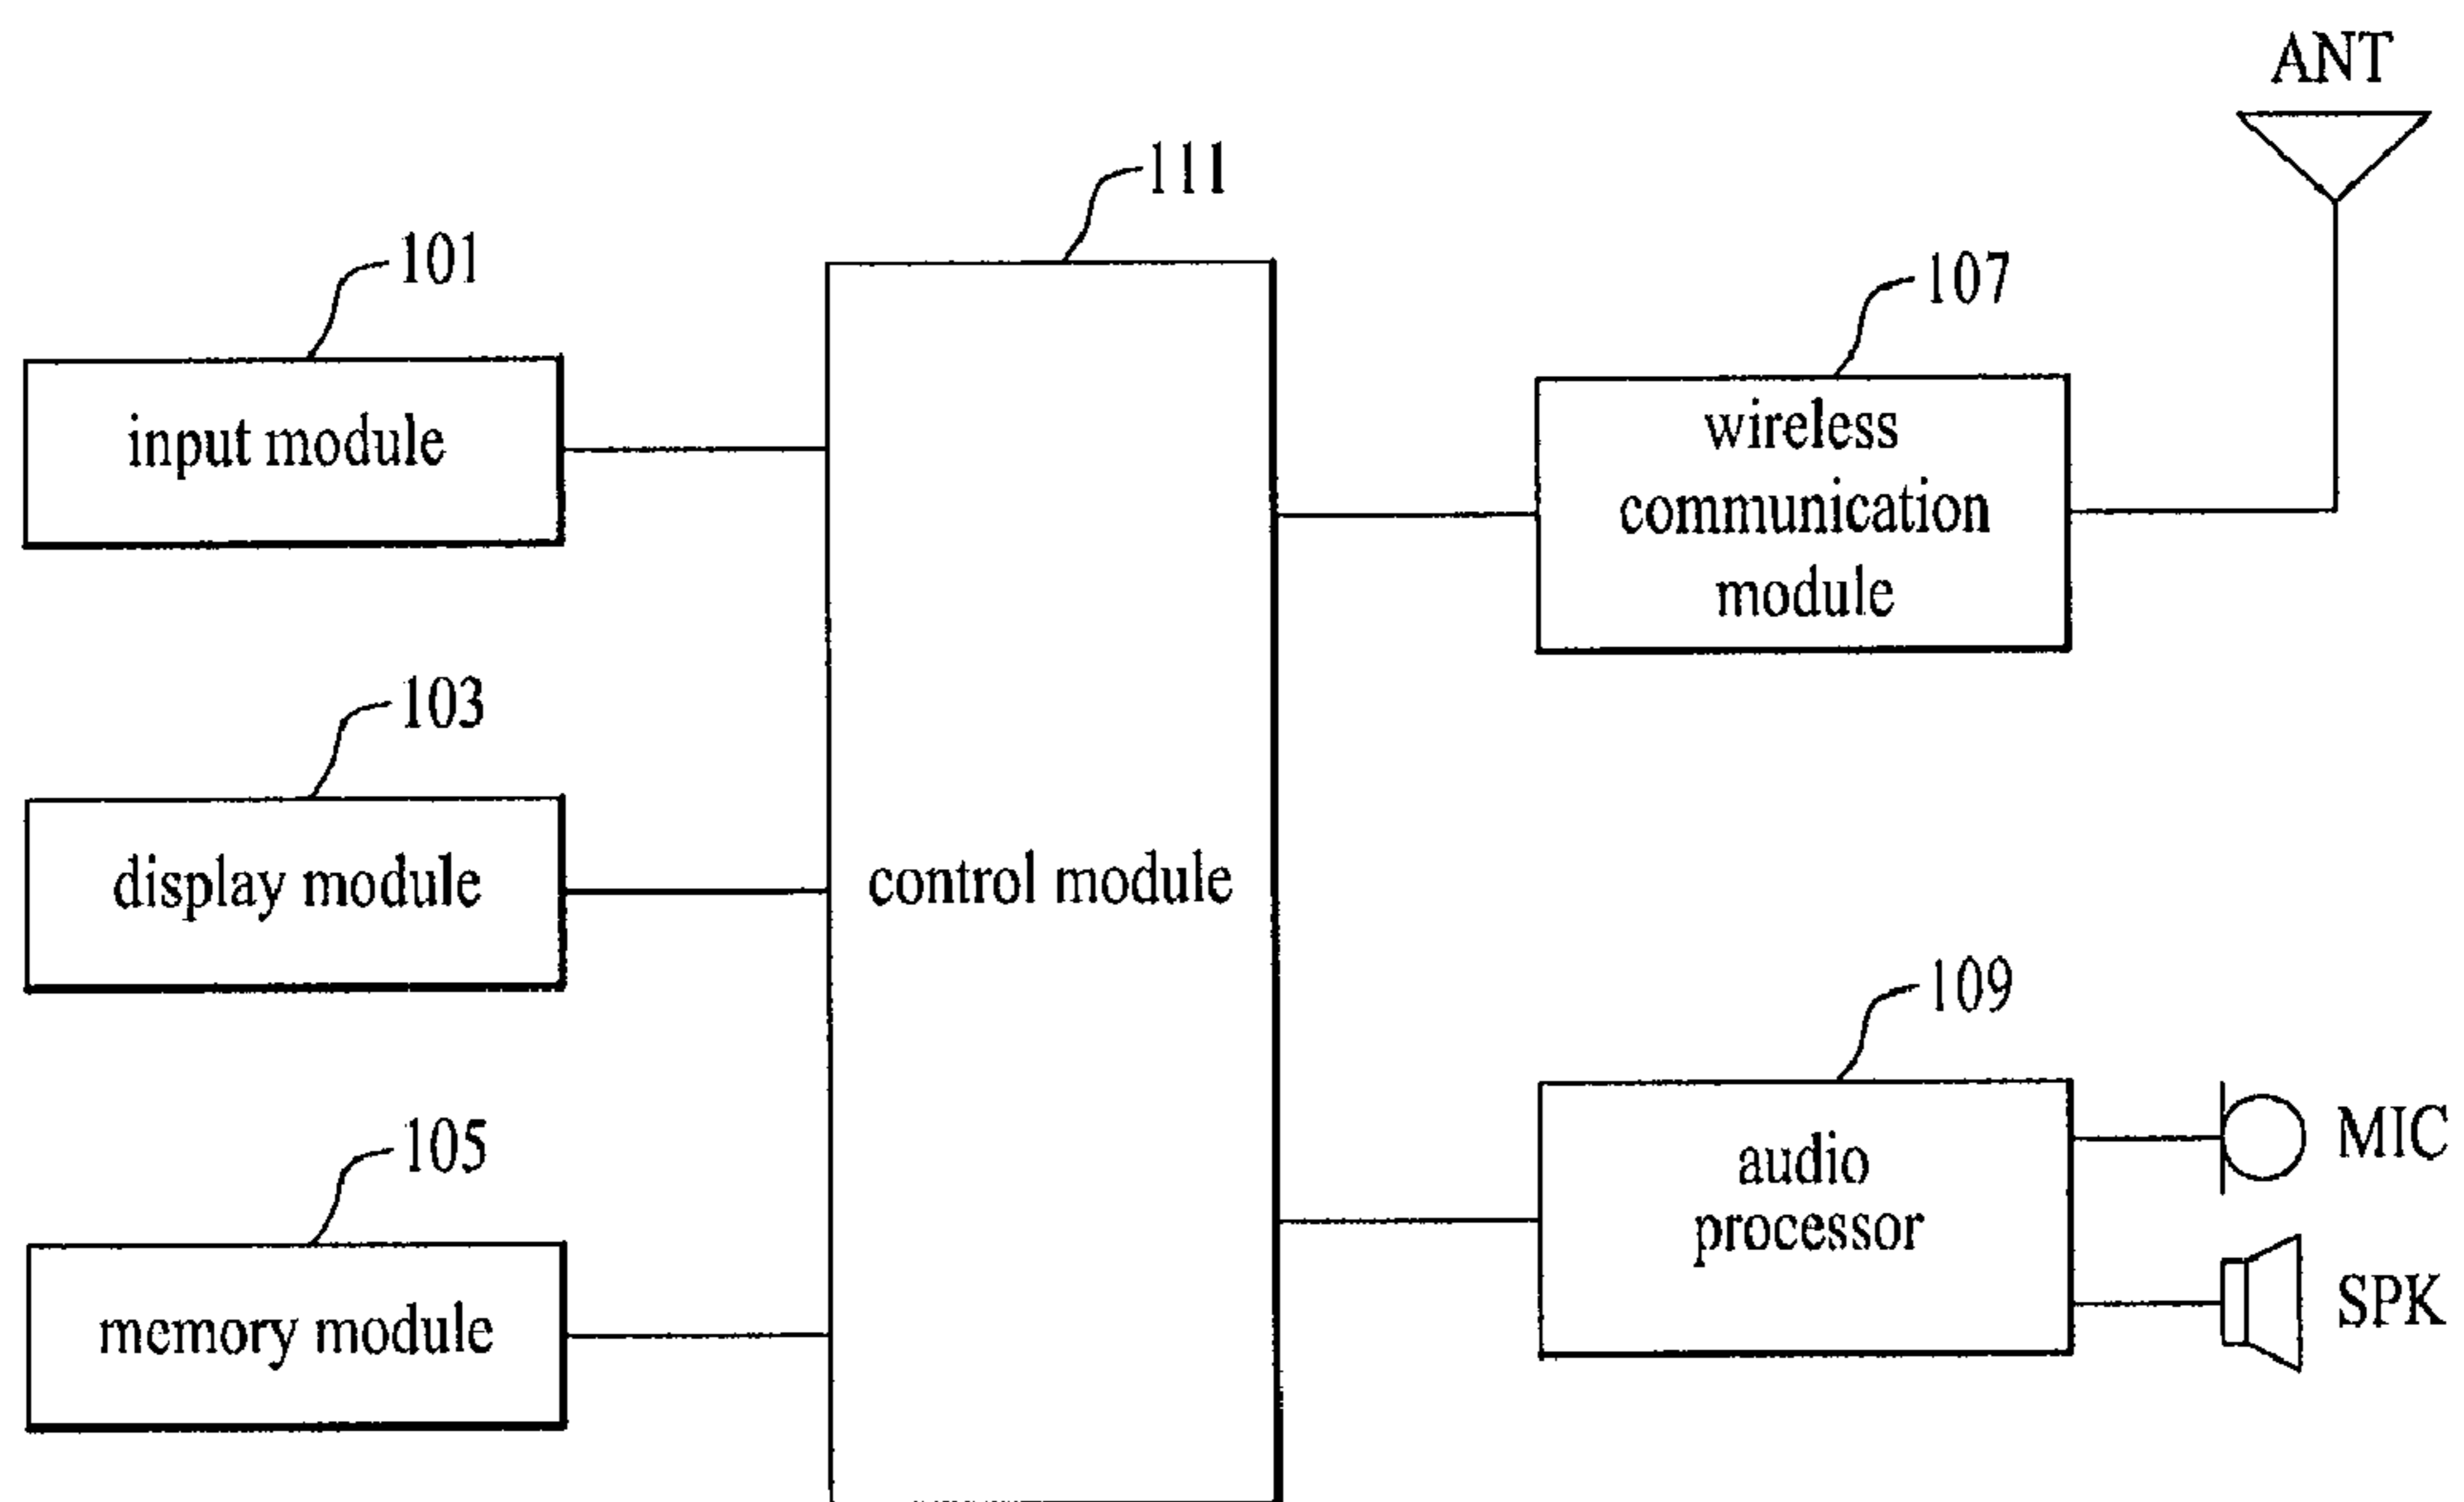 ANT
111
101
107
input module
wireless
communication
module
103
display module
control module
109
105
audio
processor
MIC
SPK
memory module